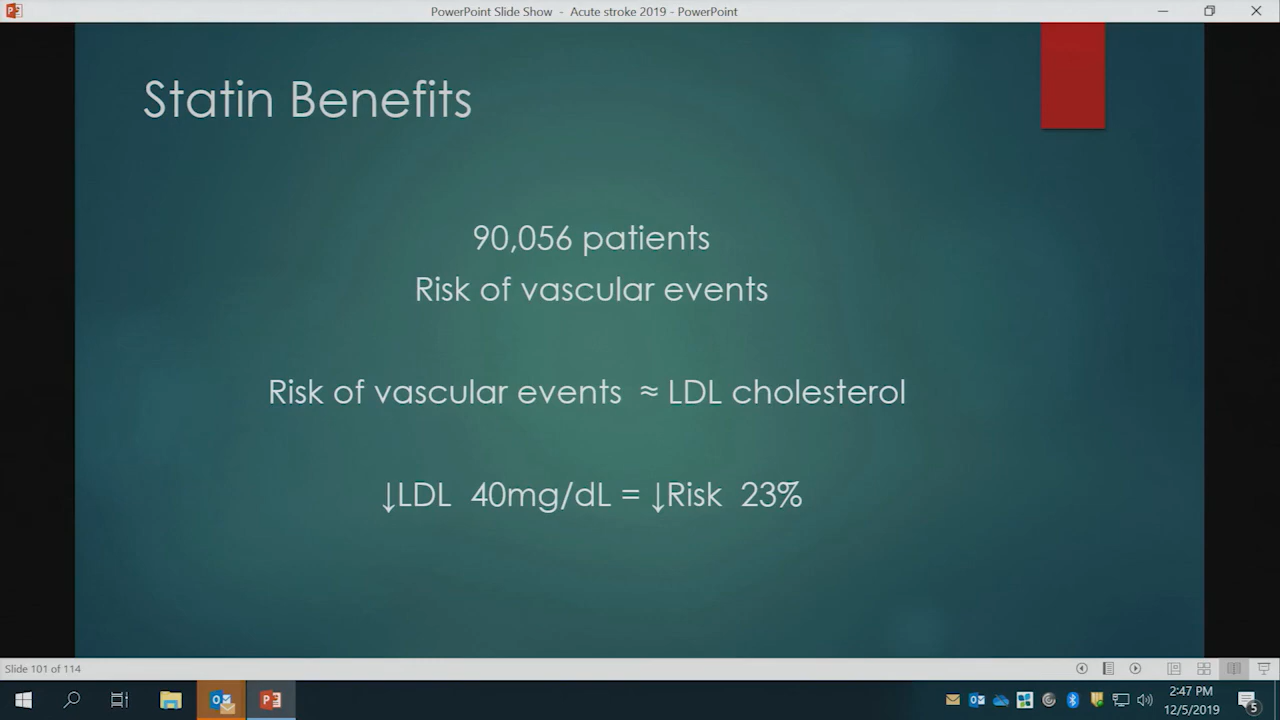 PowerPoint Slide Show - Acute stroke 2019 - PowerPoint
Statin Benefits
90,056 patients
Risk of vascular events
Risk of vascular events ≈ LDL cholesterol
↓LDL 40mg/dL = ↓Risk 23%
Slide 101 of 114
2:47 PM
12/5/2019
5